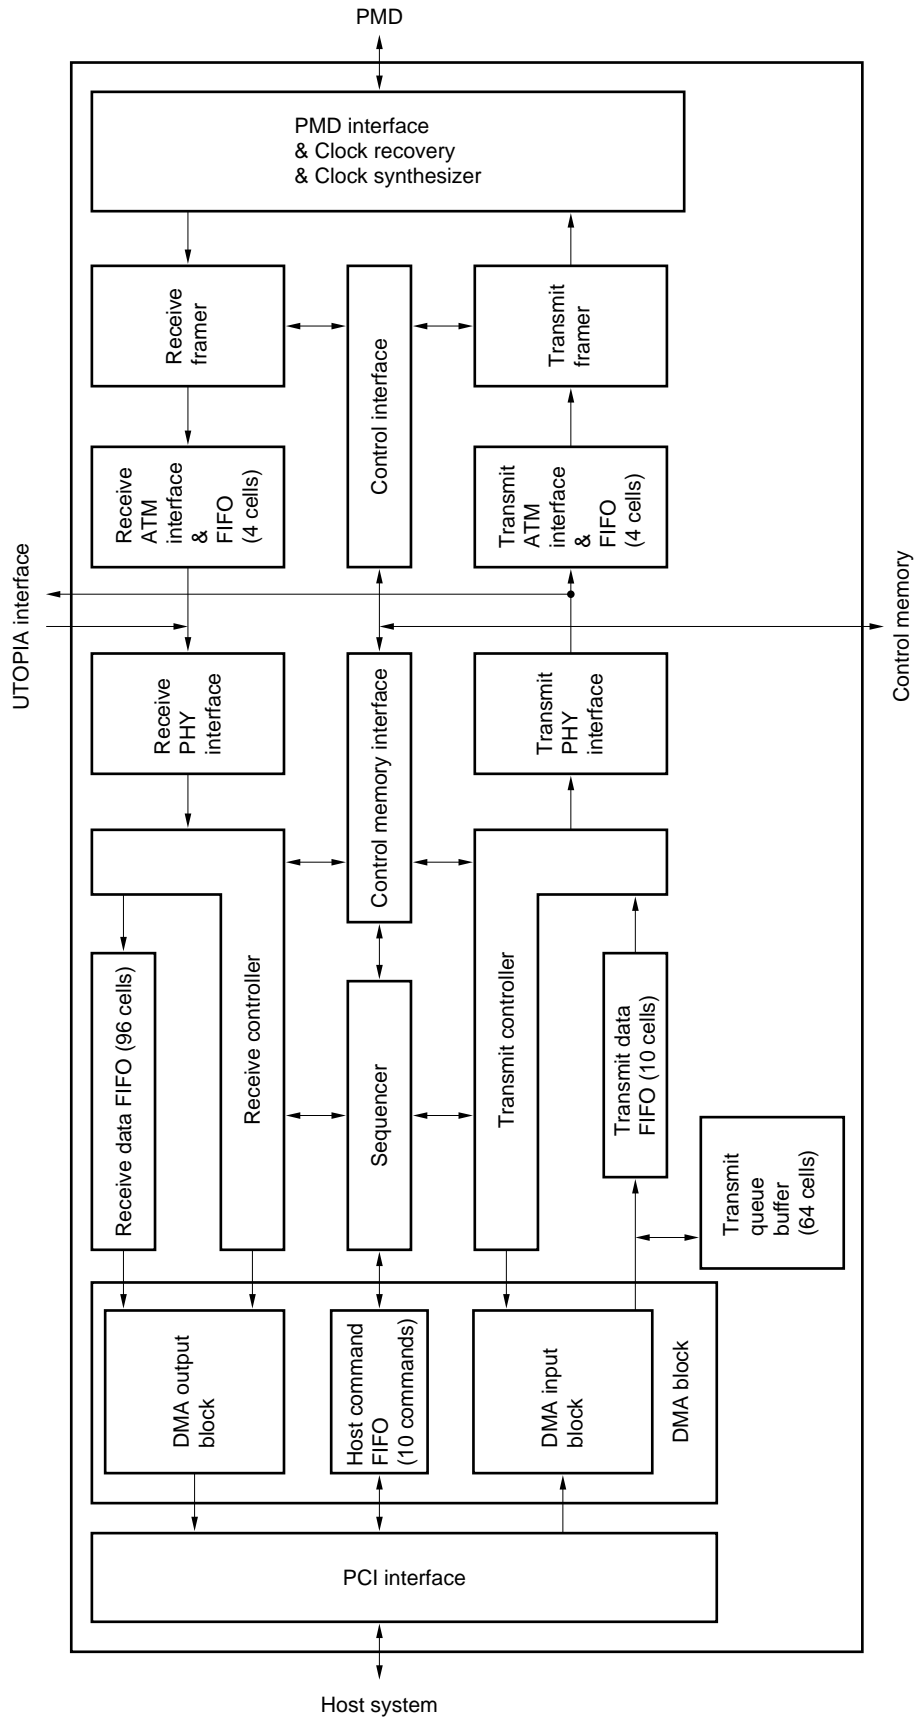 PMD
PMD interface
& Clock recovery
& Clock synthesizer
Receive
framer
Control interface
Transmit
framer
Receive
ATM
interface
&
FIFO
(4 cells)
Transmit
ATM
interface
&
FIFO
(4 cells)
UTOPIA interface
Control memory
Receive
PHY
interface
Control memory interface
Transmit
PHY
interface
Receive data FIFO (96 cells)
Receive controller
Sequencer
Transmit controller
Transmit data
FIFO (10 cells)
Transmit
queue
buffer
(64 cells)
DMA output
block
Host command
FIFO
(10 commands)
DMA input
block
DMA block
PCI interface
Host system